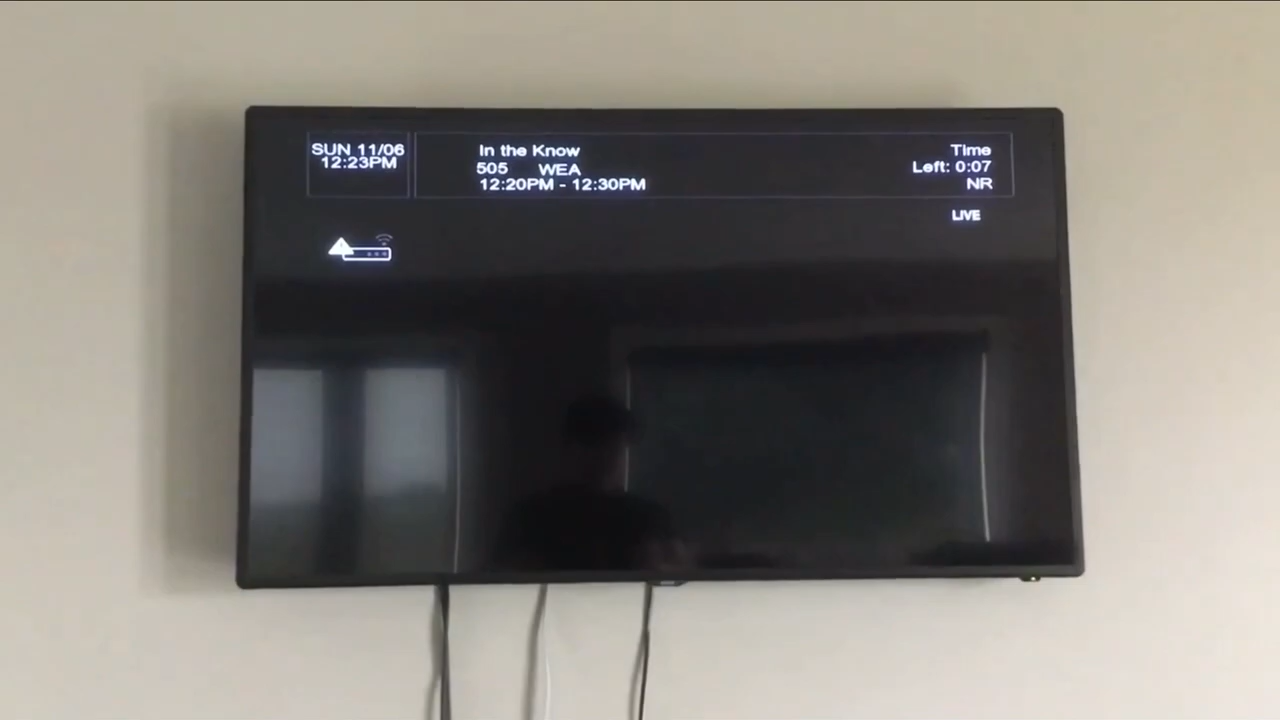 SUN 11/06
12:23PM
In the Know
505 WEA
12:20PM - 12:30PM
Time
Left: 0:07
NR
LIVE